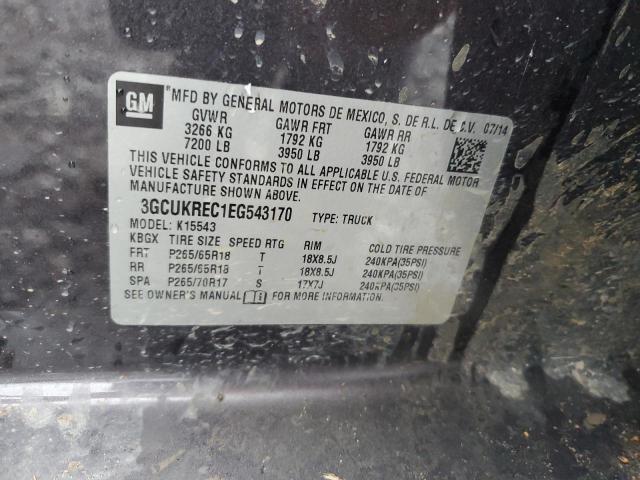 GM
*MFD BY GENERAL MOTORS DE MEXICO, S. DE R.L. DE C.V. 07/14
GVWR GAWR FRT GAWR RR
3266 KG 1792 KG 1792 KG
7200 LB 3950 LB 3950 LB
THIS VEHICLE CONFORMS TO ALL APPLICABLE U.S. FEDERAL MOTOR
VEHICLE SAFETY STANDARDS IN EFFECT ON THE DATE OF
MANUFACTURE SHOWN ABOVE.
3GCUKREC1EG543170 TYPE: TRUCK
MODEL: K15543
KBGX TIRE SIZE SPEED RTG RIM COLD TIRE PRESSURE
FRT P265/65R18 T 18X8.5J 240KPA(35PSI)
RR P265/65R18 T 18X8.5J 240KPA(35PSI)
SPA P265/70R17 S 17X7J 240KPA(35PSI)
SEE OWNER'S MANUAL FOR MORE INFORMATION.